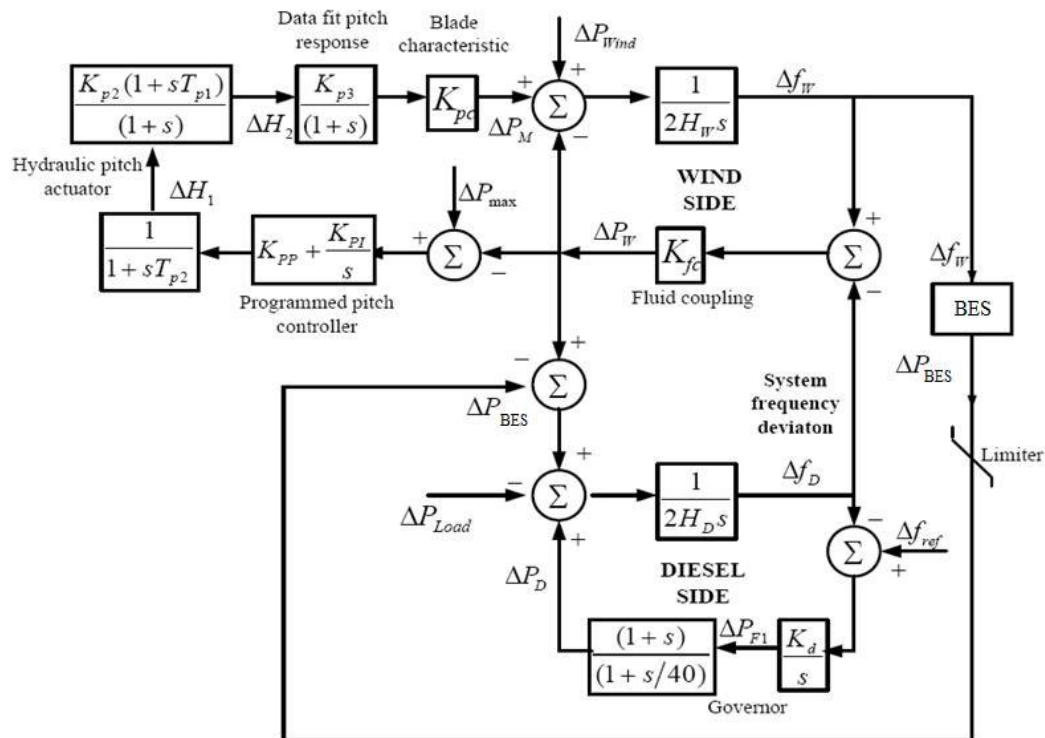 Data fit pitch
response
Blade
characteristic
ΔP_Wind
K_p2 (1+sT_p1)
(1+s)
ΔH_2
K_p3
(1+s)
K_pc
+
ΔP_M
+
Σ
−
1
2H_W s
Δf_W
Hydraulic pitch
actuator
ΔH_1
ΔP_max
WIND
SIDE
1
1+sT_p2
K_PP + K_PI
s
+
Σ
−
ΔP_W
K_fc
+
Σ
−
Δf_W
Programmed pitch
controller
Fluid coupling
BES
ΔP_BES
−
+
Σ
ΔP_BES
System
frequency
deviaton
Limiter
−
+
Σ
+
ΔP_Load
1
2H_D s
Δf_D
−
Σ
+
Δf_ref
ΔP_D
DIESEL
SIDE
(1+s)
(1+s/40)
ΔP_F1
K_d
s
Governor